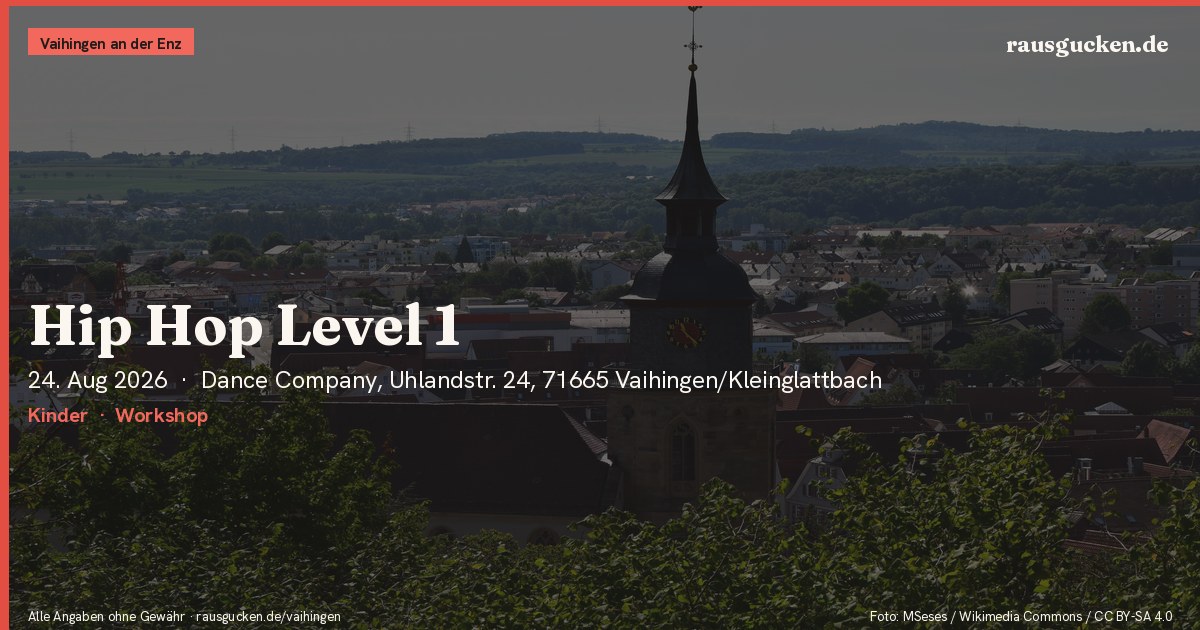 Vaihingen an der Enz
rausgucken.de
Hip Hop Level 1
24. Aug 2026 · Dance Company, Uhlandstr. 24, 71665 Vaihingen/Kleinglattbach
Kinder · Workshop
Alle Angaben ohne Gewähr · rausgucken.de/vaihingen
Foto: MSeses / Wikimedia Commons / CC BY-SA 4.0